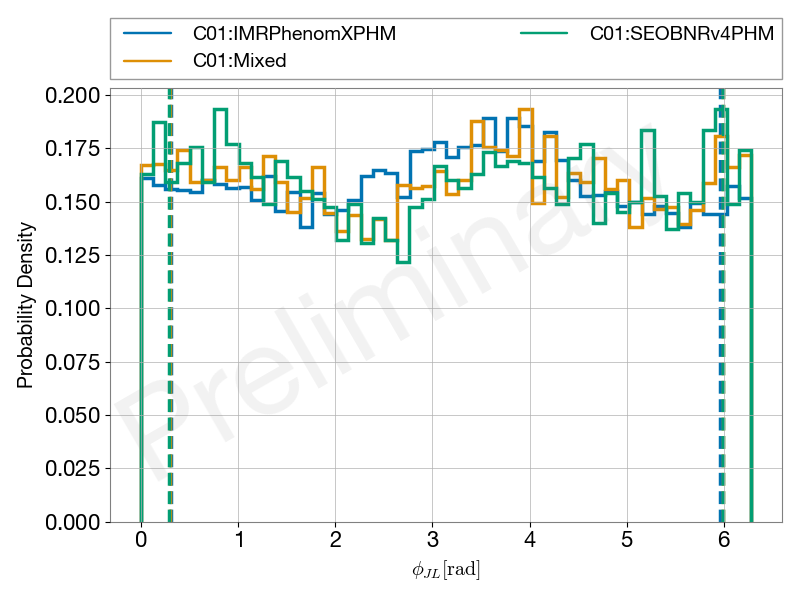 C01:IMRPhenomXPHM
C01:Mixed
C01:SEOBNRv4PHM
0.200
0.175
0.150
0.125
0.100
0.075
0.050
0.025
0.000
Probability Density
Preliminary
0 1 2 3 4 5 6
ϕ_JL[rad]